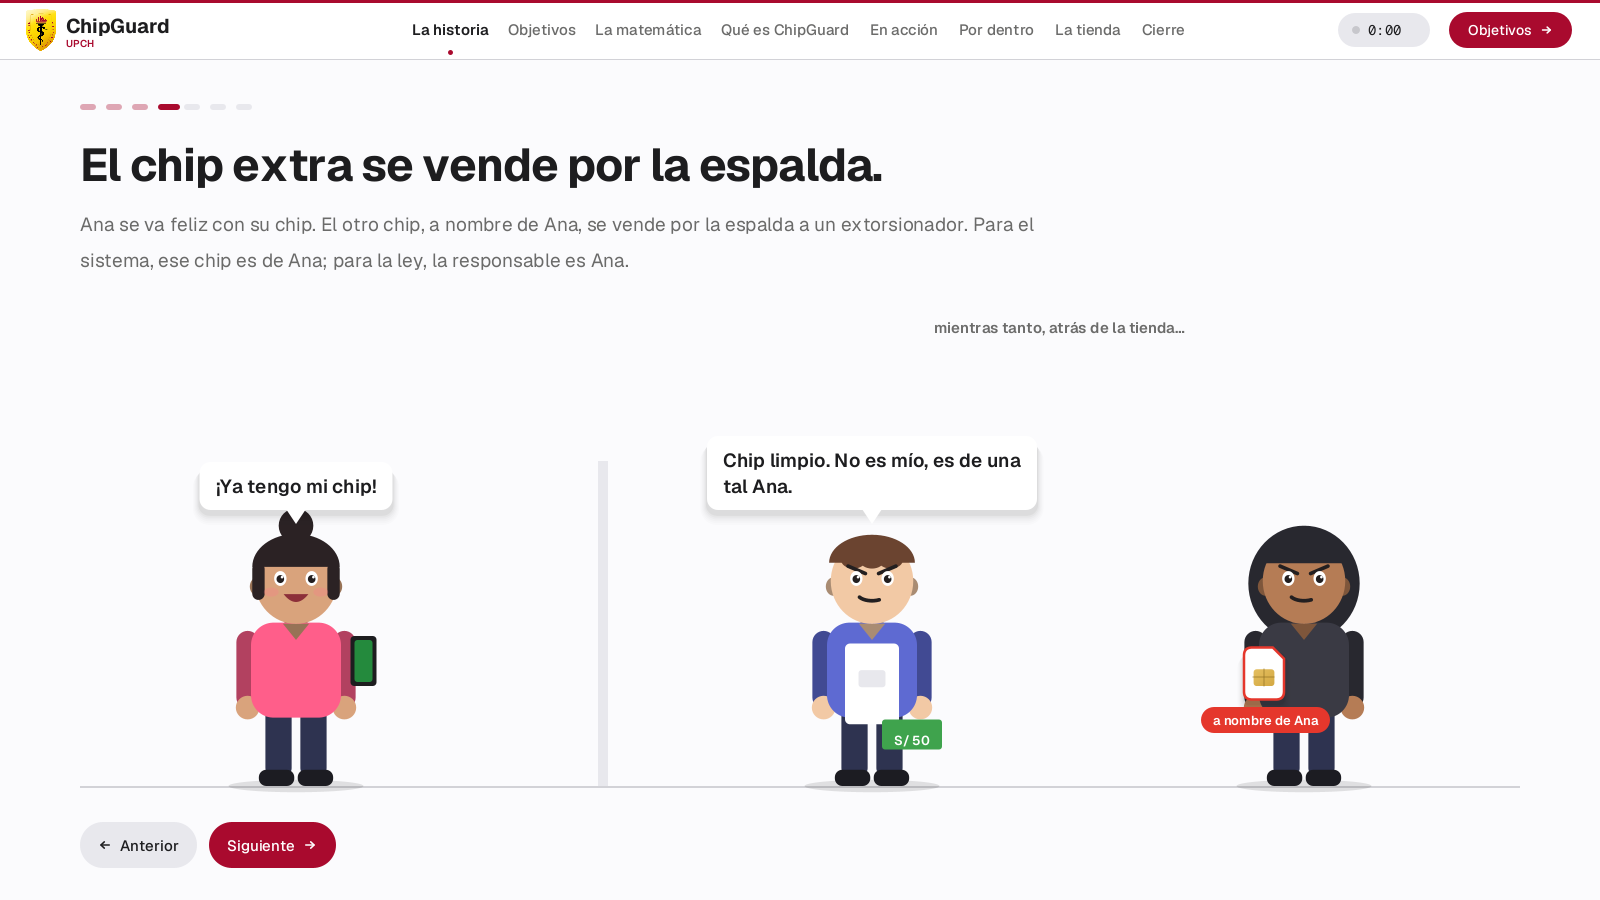 ChipGuard
UPCH
La historia
Objetivos
La matemática
Qué es ChipGuard
En acción
Por dentro
La tienda
Cierre
0:00
Objetivos →
El chip extra se vende por la espalda.
Ana se va feliz con su chip. El otro chip, a nombre de Ana, se vende por la espalda a un extorsionador. Para el
sistema, ese chip es de Ana; para la ley, la responsable es Ana.
mientras tanto, atrás de la tienda...
¡Ya tengo mi chip!
Chip limpio. No es mío, es de una
tal Ana.
S/ 50
a nombre de Ana
← Anterior
Siguiente →